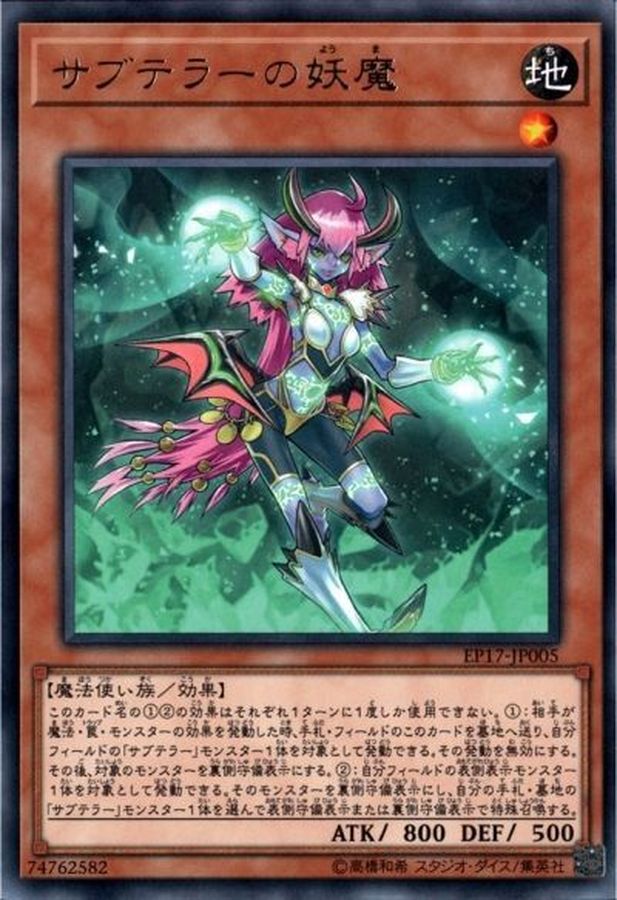 サブテラーの妖魔
よう ま
地
ち
EP17-JP005
【魔法使い族/効果】
このカード名の①②の効果はそれぞれ1ターンに1度しか使用できない。①:相手が
魔法・罠・モンスターの効果を発動した時、手札・フィールドのこのカードを墓地へ送り、自分
フィールドの「サブテラー」モンスター1体を対象として発動できる。その発動を無効にする。
その後、対象のモンスターを裏側守備表示にする。②:自分フィールドの表側表示モンスター
1体を対象として発動できる。そのモンスターを裏側守備表示にし、自分の手札・墓地の
「サブテラー」モンスター1体を選んで表側守備表示または裏側守備表示で特殊召喚する。
ATK/ 800 DEF/ 500
74762582
©高橋和希 スタジオ・ダイス/集英社